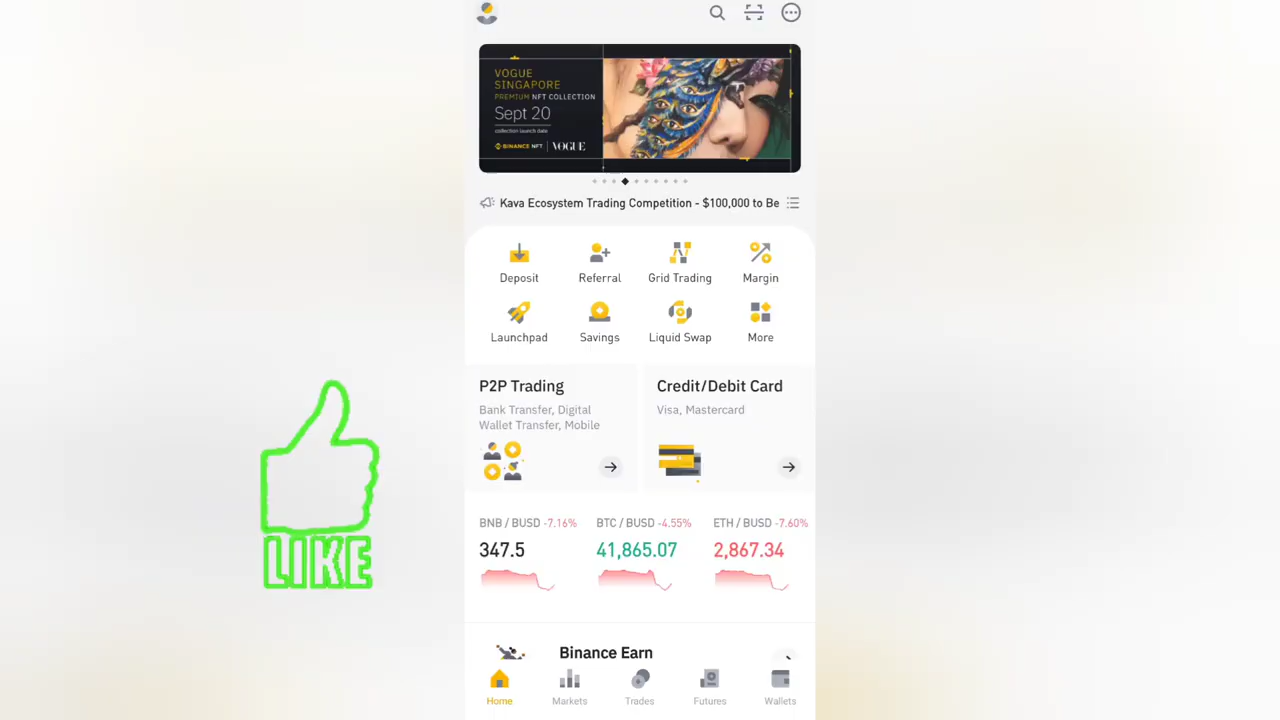 VOGUE
SINGAPORE
PREMIUM NFT COLLECTION
Sept 20
collection launch date
BINANCE NFT | VOGUE
Kava Ecosystem Trading Competition - $100,000 to Be
Deposit Referral Grid Trading Margin
Launchpad Savings Liquid Swap More
P2P Trading
Bank Transfer, Digital
Wallet Transfer, Mobile
Credit/Debit Card
Visa, Mastercard
BNB / BUSD -7.16% BTC / BUSD -4.55% ETH / BUSD -7.60%
347.5 41,865.07 2,867.34
LIKE
Binance Earn
Home Markets Trades Futures Wallets